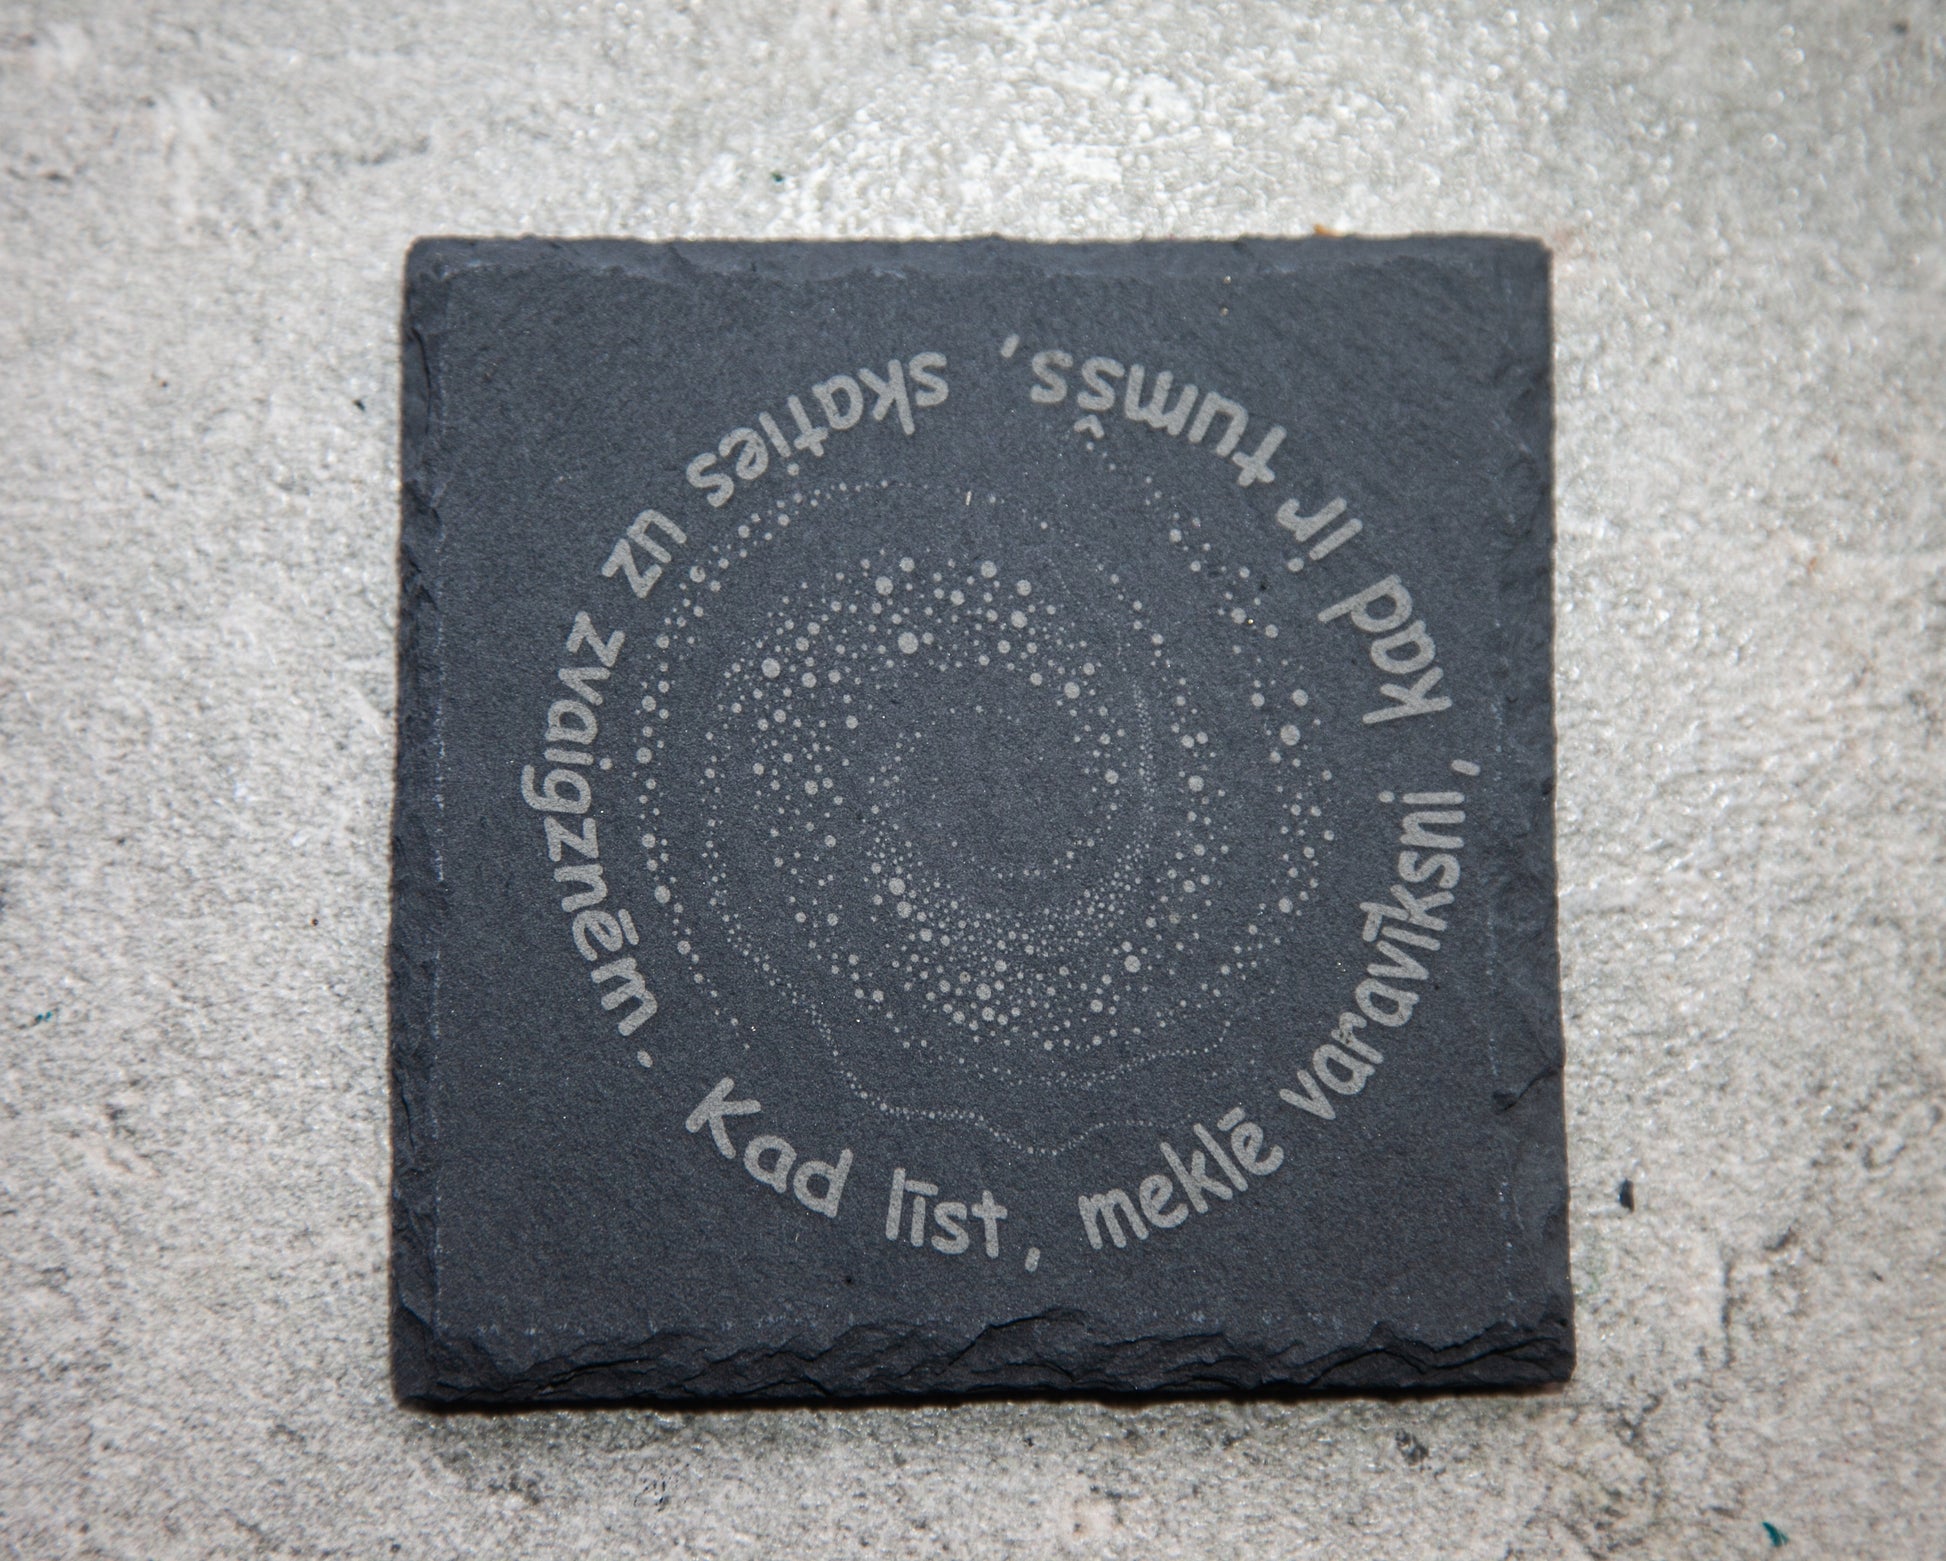 Kad līst, meklē varavīksni, kad ir tumšs, skaties uz zvaigznēm.